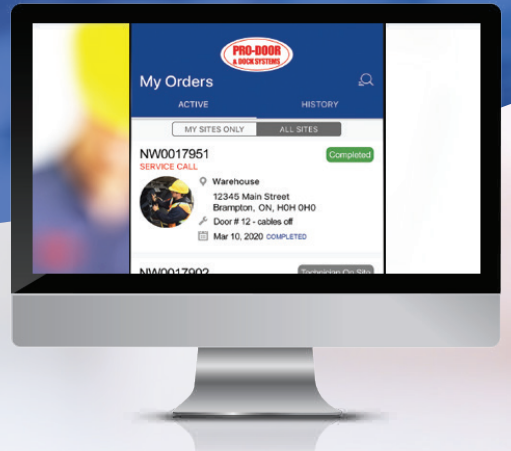 PRO-DOOR
& DOCK SYSTEMS
My Orders
ACTIVE HISTORY
MY SITES ONLY ALL SITES
NW0017951 Completed
SERVICE CALL
Warehouse
12345 Main Street
Brampton, ON, H0H 0H0
Door # 12 - cables off
Mar 10, 2020 COMPLETED
NW0017902 Technician On Site